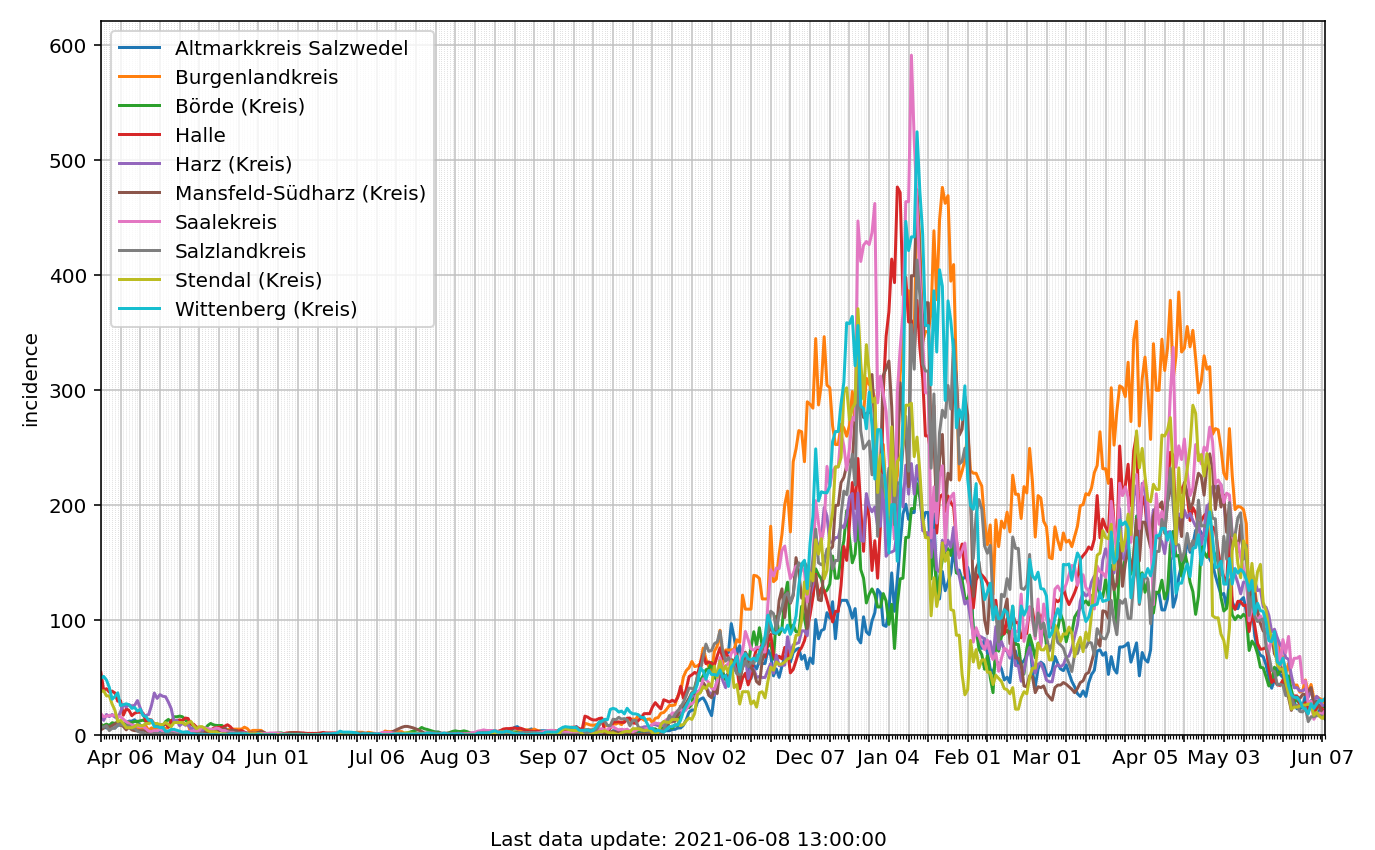 600
500
400
300
200
100
0
incidence
Altmarkkreis Salzwedel
Burgenlandkreis
Börde (Kreis)
Halle
Harz (Kreis)
Mansfeld-Südharz (Kreis)
Saalekreis
Salzlandkreis
Stendal (Kreis)
Wittenberg (Kreis)
Apr 06 May 04 Jun 01 Jul 06 Aug 03 Sep 07 Oct 05 Nov 02 Dec 07 Jan 04 Feb 01 Mar 01 Apr 05 May 03 Jun 07
Last data update: 2021-06-08 13:00:00